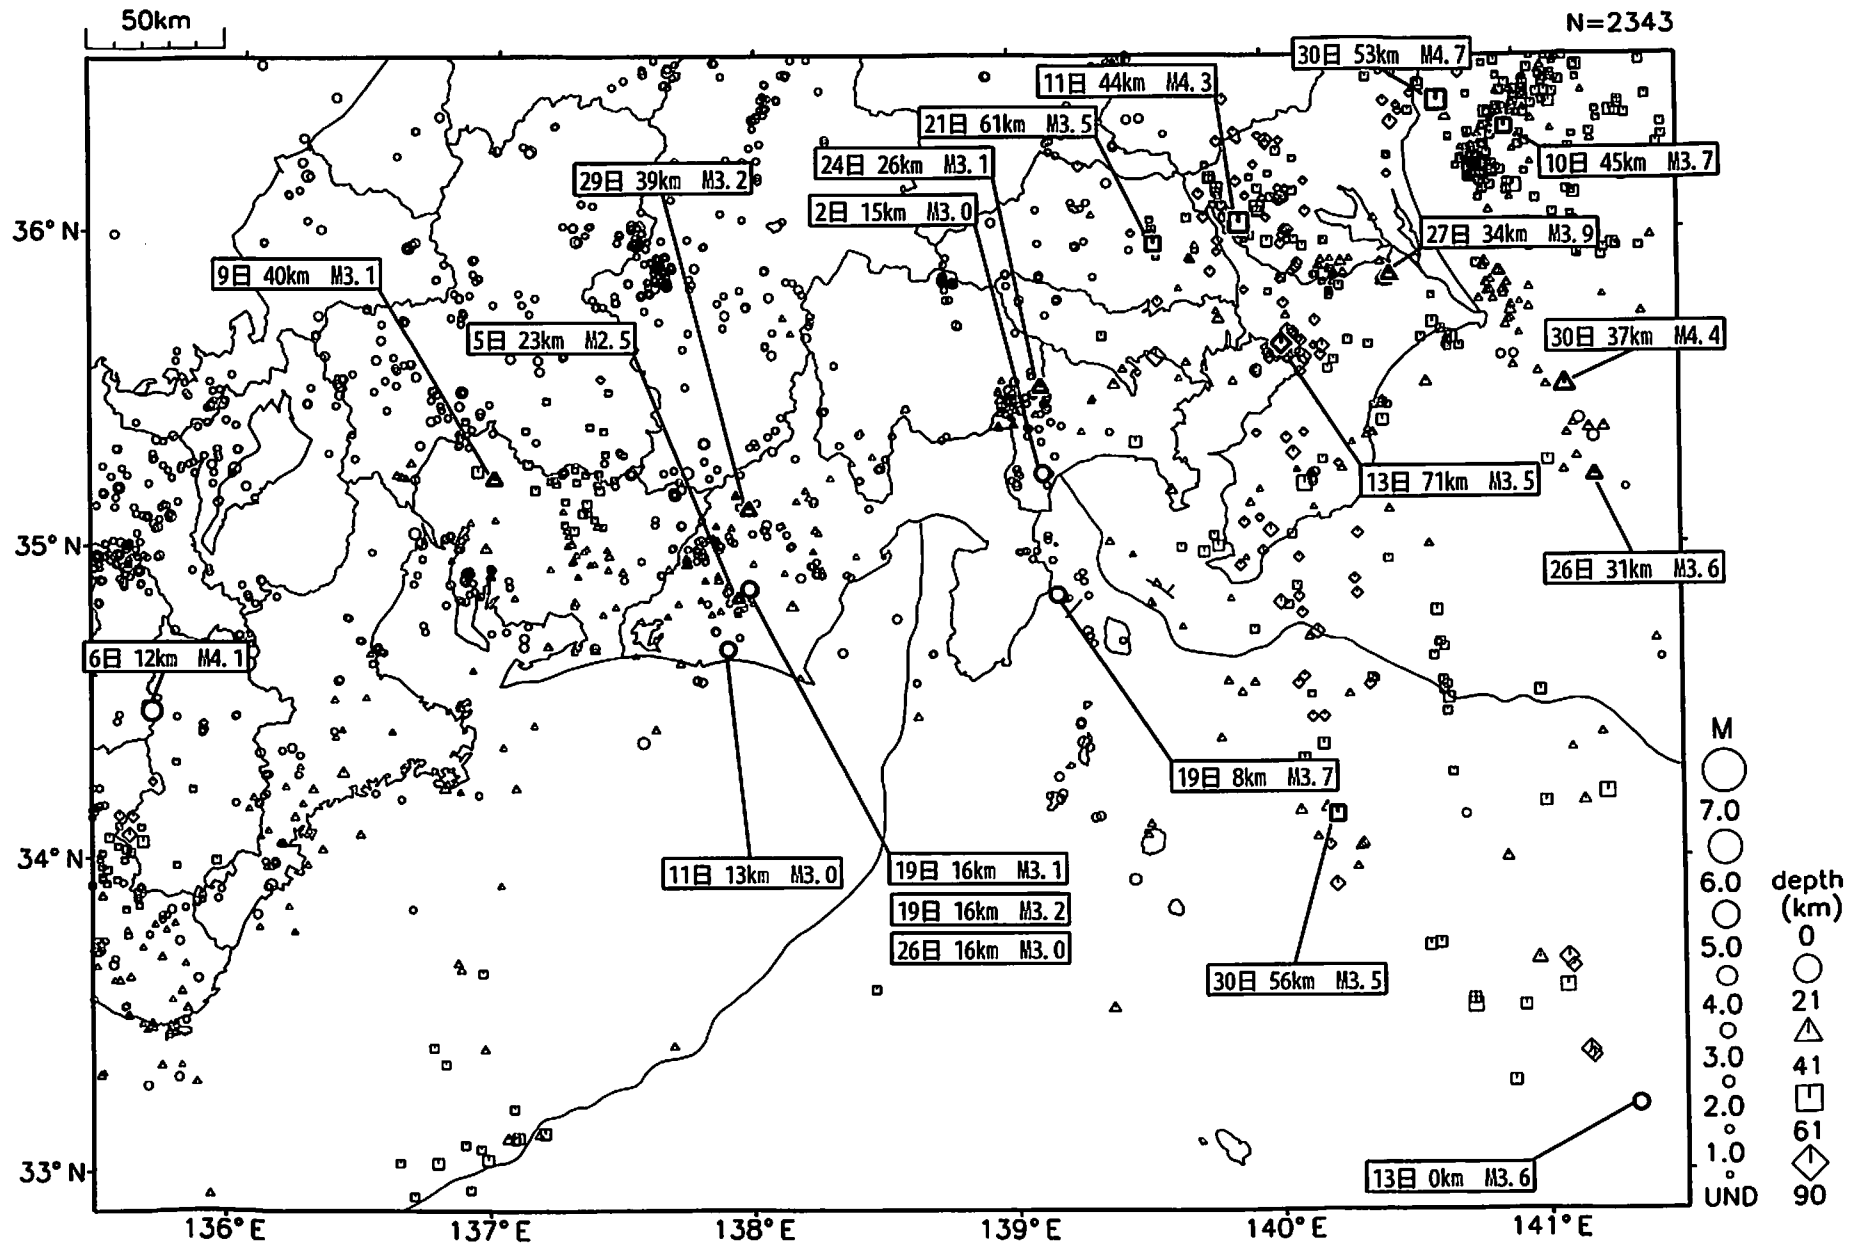 50km
N=2343
30日 53km M4.7
11日 44km M4.3
21日 61km M3.5
24日 26km M3.1
10日 45km M3.7
29日 39km M3.2
2日 15km M3.0
36°N
27日 34km M3.9
9日 40km M3.1
5日 23km M2.5
30日 37km M4.4
13日 71km M3.5
35°N
26日 31km M3.6
6日 12km M4.1
M
19日 8km M3.7
7.0
34°N
11日 13km M3.0
19日 16km M3.1
6.0
depth
(km)
19日 16km M3.2
0
26日 16km M3.0
5.0
30日 56km M3.5
4.0
21
3.0
41
2.0
61
33°N
1.0
13日 0km M3.6
UND
90
136°E
137°E
138°E
139°E
140°E
141°E